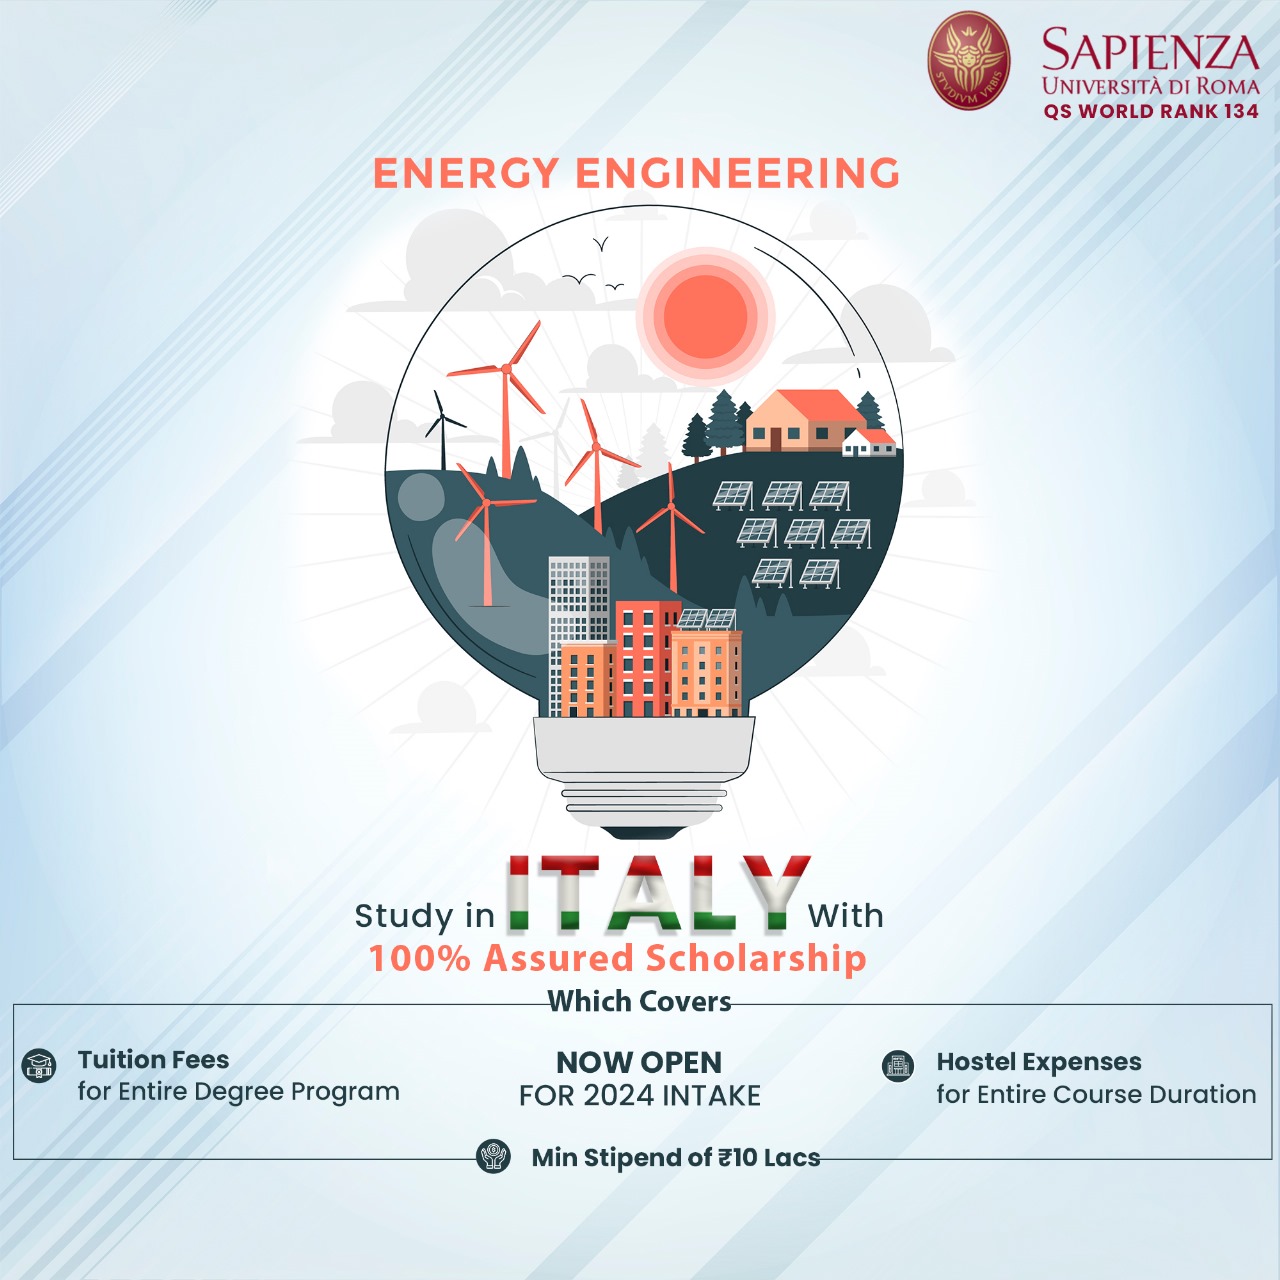 STVDIVM VRBIS
SAPIENZA
UNIVERSITÀ DI ROMA
QS WORLD RANK 134
ENERGY ENGINEERING
Study in ITALY With
100% Assured Scholarship
Which Covers
Tuition Fees
for Entire Degree Program
NOW OPEN
FOR 2024 INTAKE
Hostel Expenses
for Entire Course Duration
Min Stipend of ₹10 Lacs